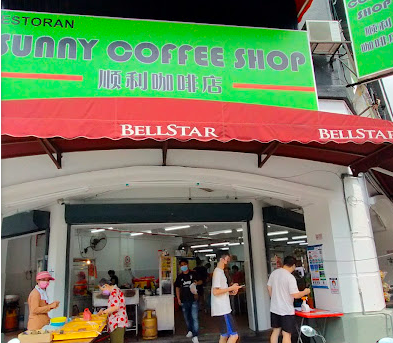 ESTORAN
SUNNY COFFEE SHOP
顺利咖啡店
BELLSTAR
BELLSTAR